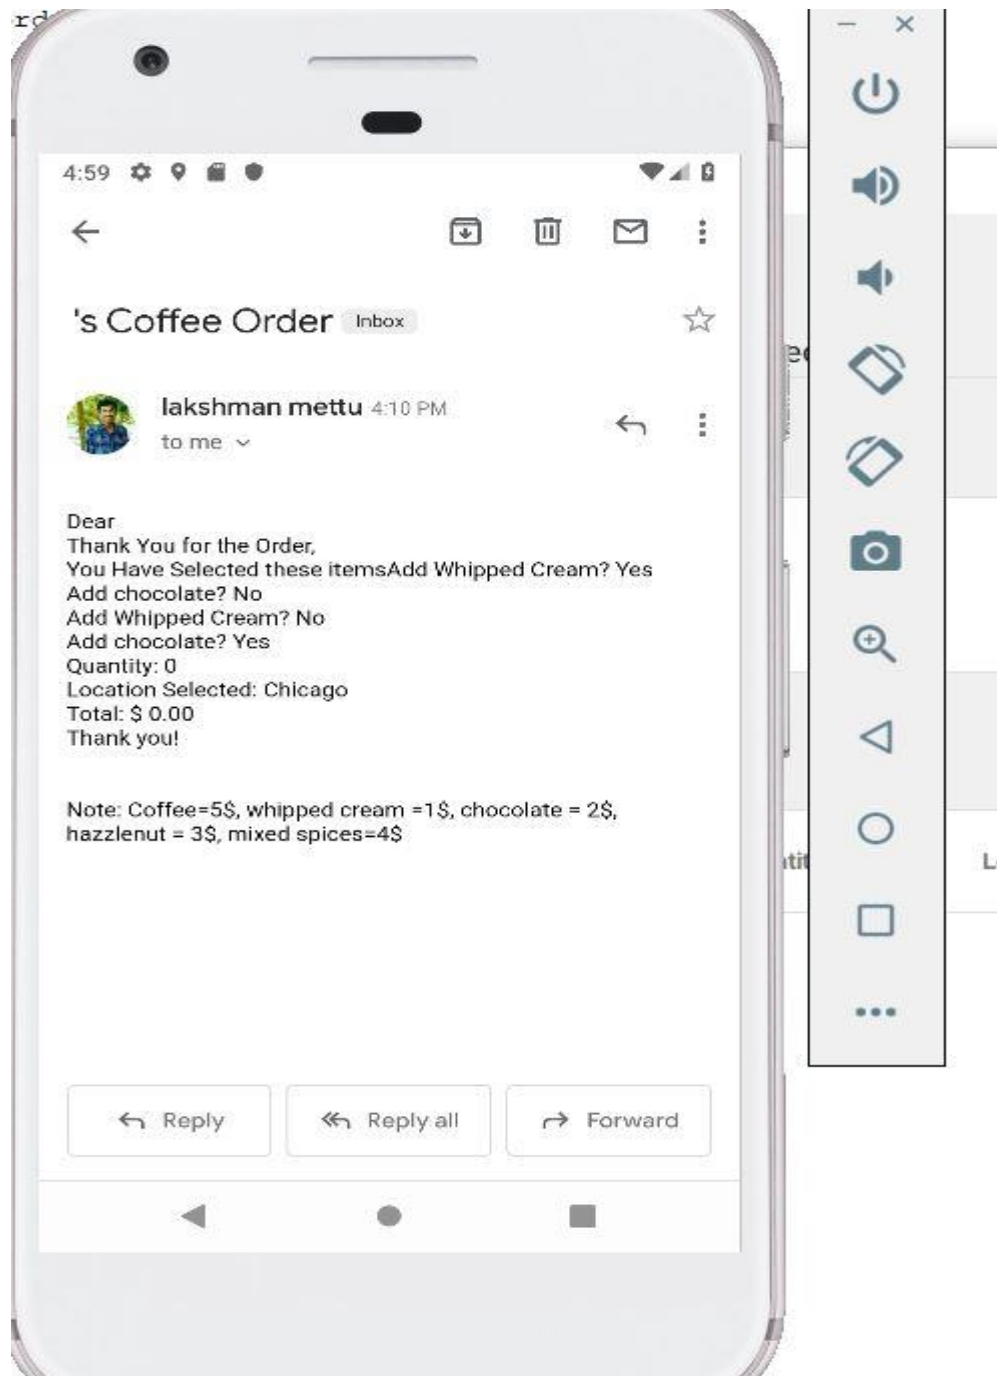 rd
4:59
's Coffee Order Inbox
lakshman mettu 4:10 PM
to me
Dear
Thank You for the Order,
You Have Selected these itemsAdd Whipped Cream? Yes
Add chocolate? No
Add Whipped Cream? No
Add chocolate? Yes
Quantity: 0
Location Selected: Chicago
Total: $ 0.00
Thank you!
Note: Coffee=5$, whipped cream =1$, chocolate = 2$,
hazzlenut = 3$, mixed spices=4$
Reply Reply all Forward